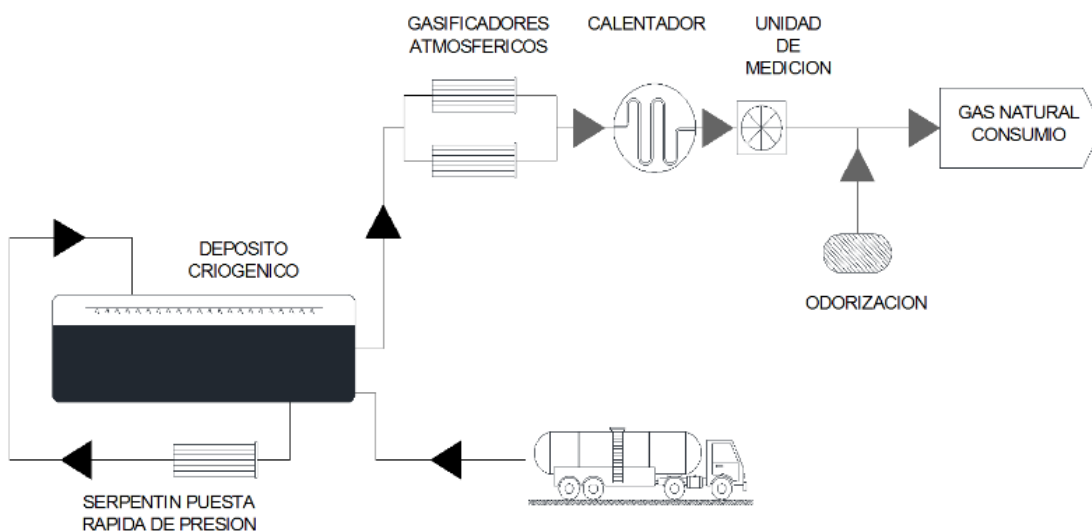 GASIFICADORES
ATMOSFERICOS
CALENTADOR
UNIDAD
DE
MEDICION
GAS NATURAL
CONSUMIO
DEPOSITO
CRIOGENICO
ODORIZACION
SERPENTIN PUESTA
RAPIDA DE PRESION